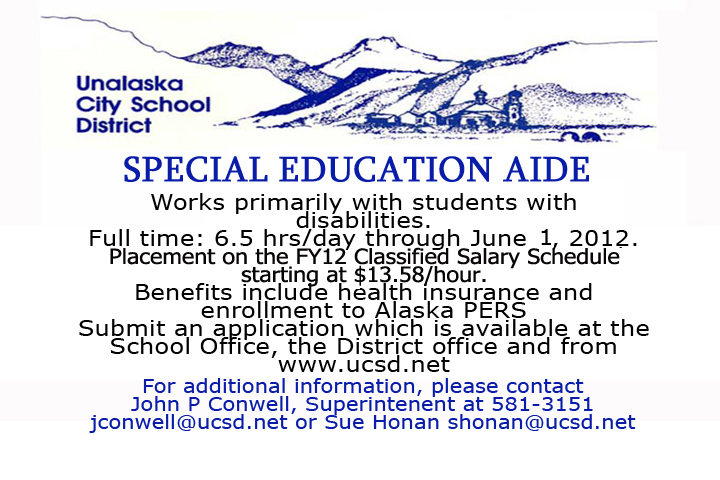 Unalaska
City School
District
SPECIAL EDUCATION AIDE
Works primarily with students with
disabilities.
Full time: 6.5 hrs/day through June 1, 2012.
Placement on the FY12 Classified Salary Schedule
starting at $13.58/hour.
Benefits include health insurance and
enrollment to Alaska PERS
Submit an application which is available at the
School Office, the District office and from
www.ucsd.net
For additional information, please contact
John P Conwell, Superintenent at 581-3151
jconwell@ucsd.net or Sue Honan shonan@ucsd.net